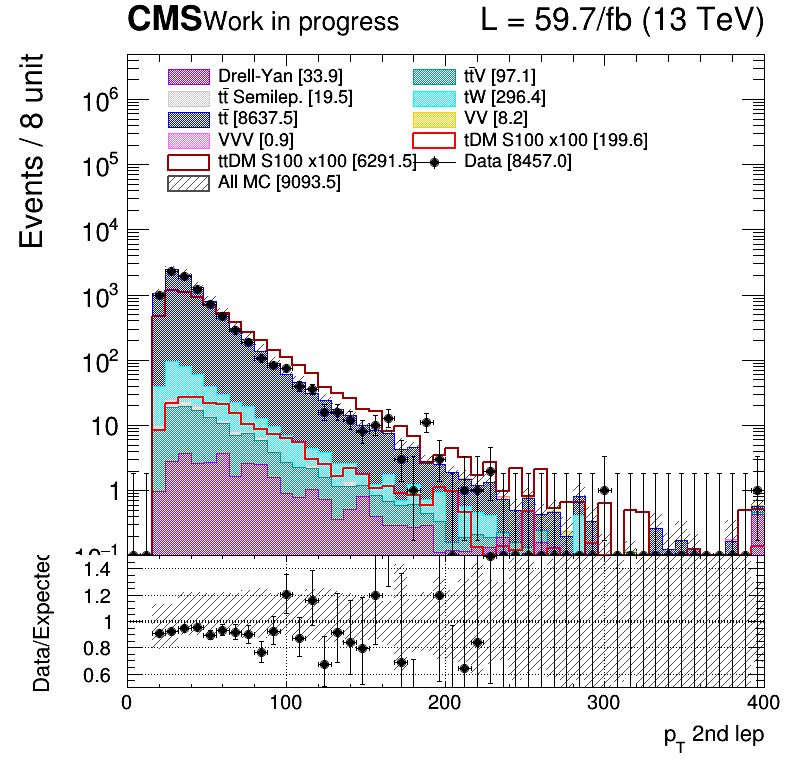 CMS Work in progress L = 59.7/fb (13 TeV)
Events / 8 unit
Drell-Yan [33.9] tt̄V [97.1]
tt̄ Semilep. [19.5] tW [296.4]
tt̄ [8637.5] VV [8.2]
VVV [0.9] tDM S100 x100 [199.6]
ttDM S100 x100 [6291.5] Data [8457.0]
All MC [9093.5]
10⁶
10⁵
10⁴
10³
10²
10
1
10⁻¹
Data/Expected
1.4
1.2
1
0.8
0.6
0 100 200 300 400
p_T 2nd lep